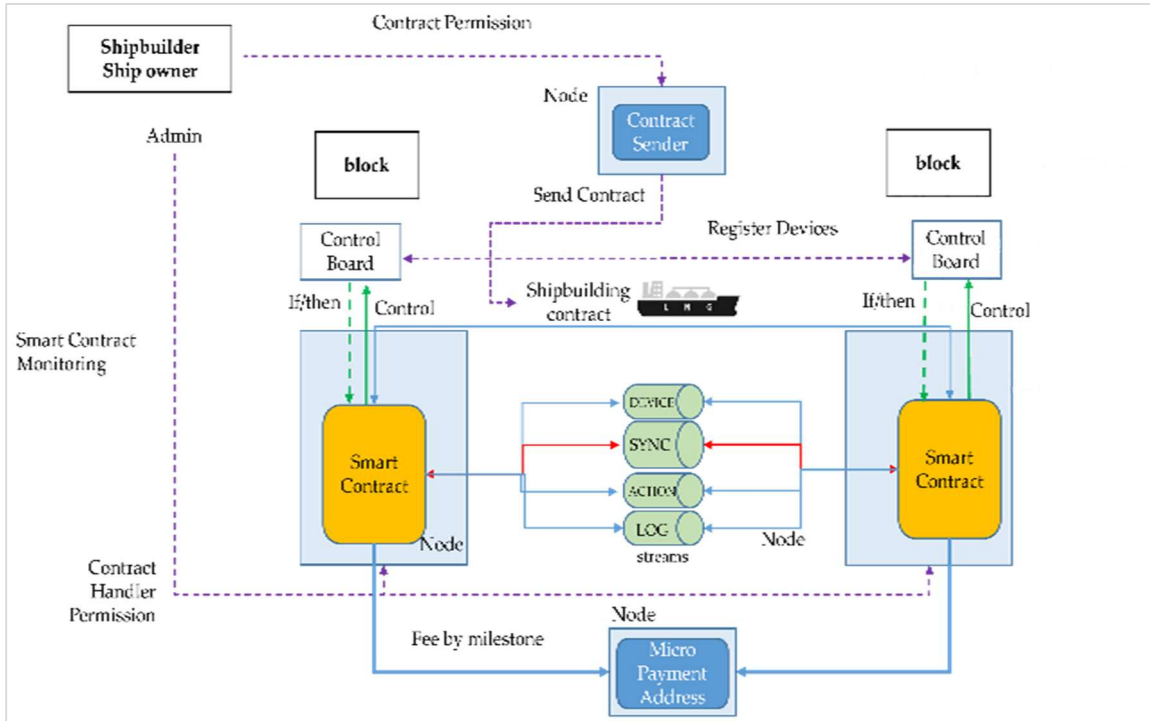 Contract Permission
Shipbuilder
Ship owner
Node
Contract
Sender
Admin
block
block
Send Contract
Register Devices
Control
Board
Control
Board
If/then
Control
Shipbuilding
contract
L N G
If/then
Control
Smart Contract
Monitoring
DEVICE
SYNC
Smart
Contract
Smart
Contract
ACTION
LOG
Node
Node
streams
Contract
Handler
Permission
Node
Fee by milestone
Micro
Payment
Address